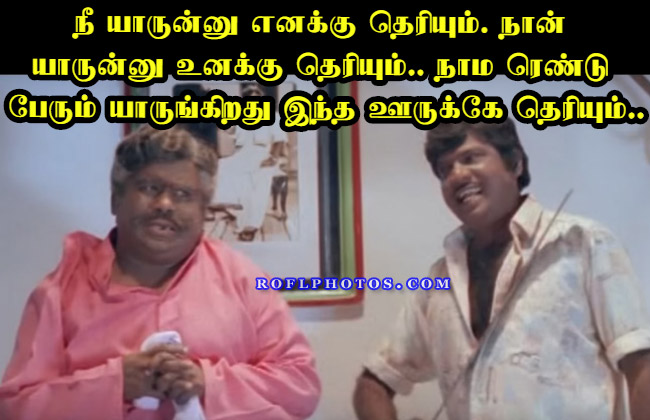 நீ யாருன்னு எனக்கு தெரியும். நான்
யாருன்னு உனக்கு தெரியும்.. நாம ரெண்டு
பேரும் யாருங்கிறது இந்த ஊருக்கே தெரியும்..
ROFLPHOTOS.COM